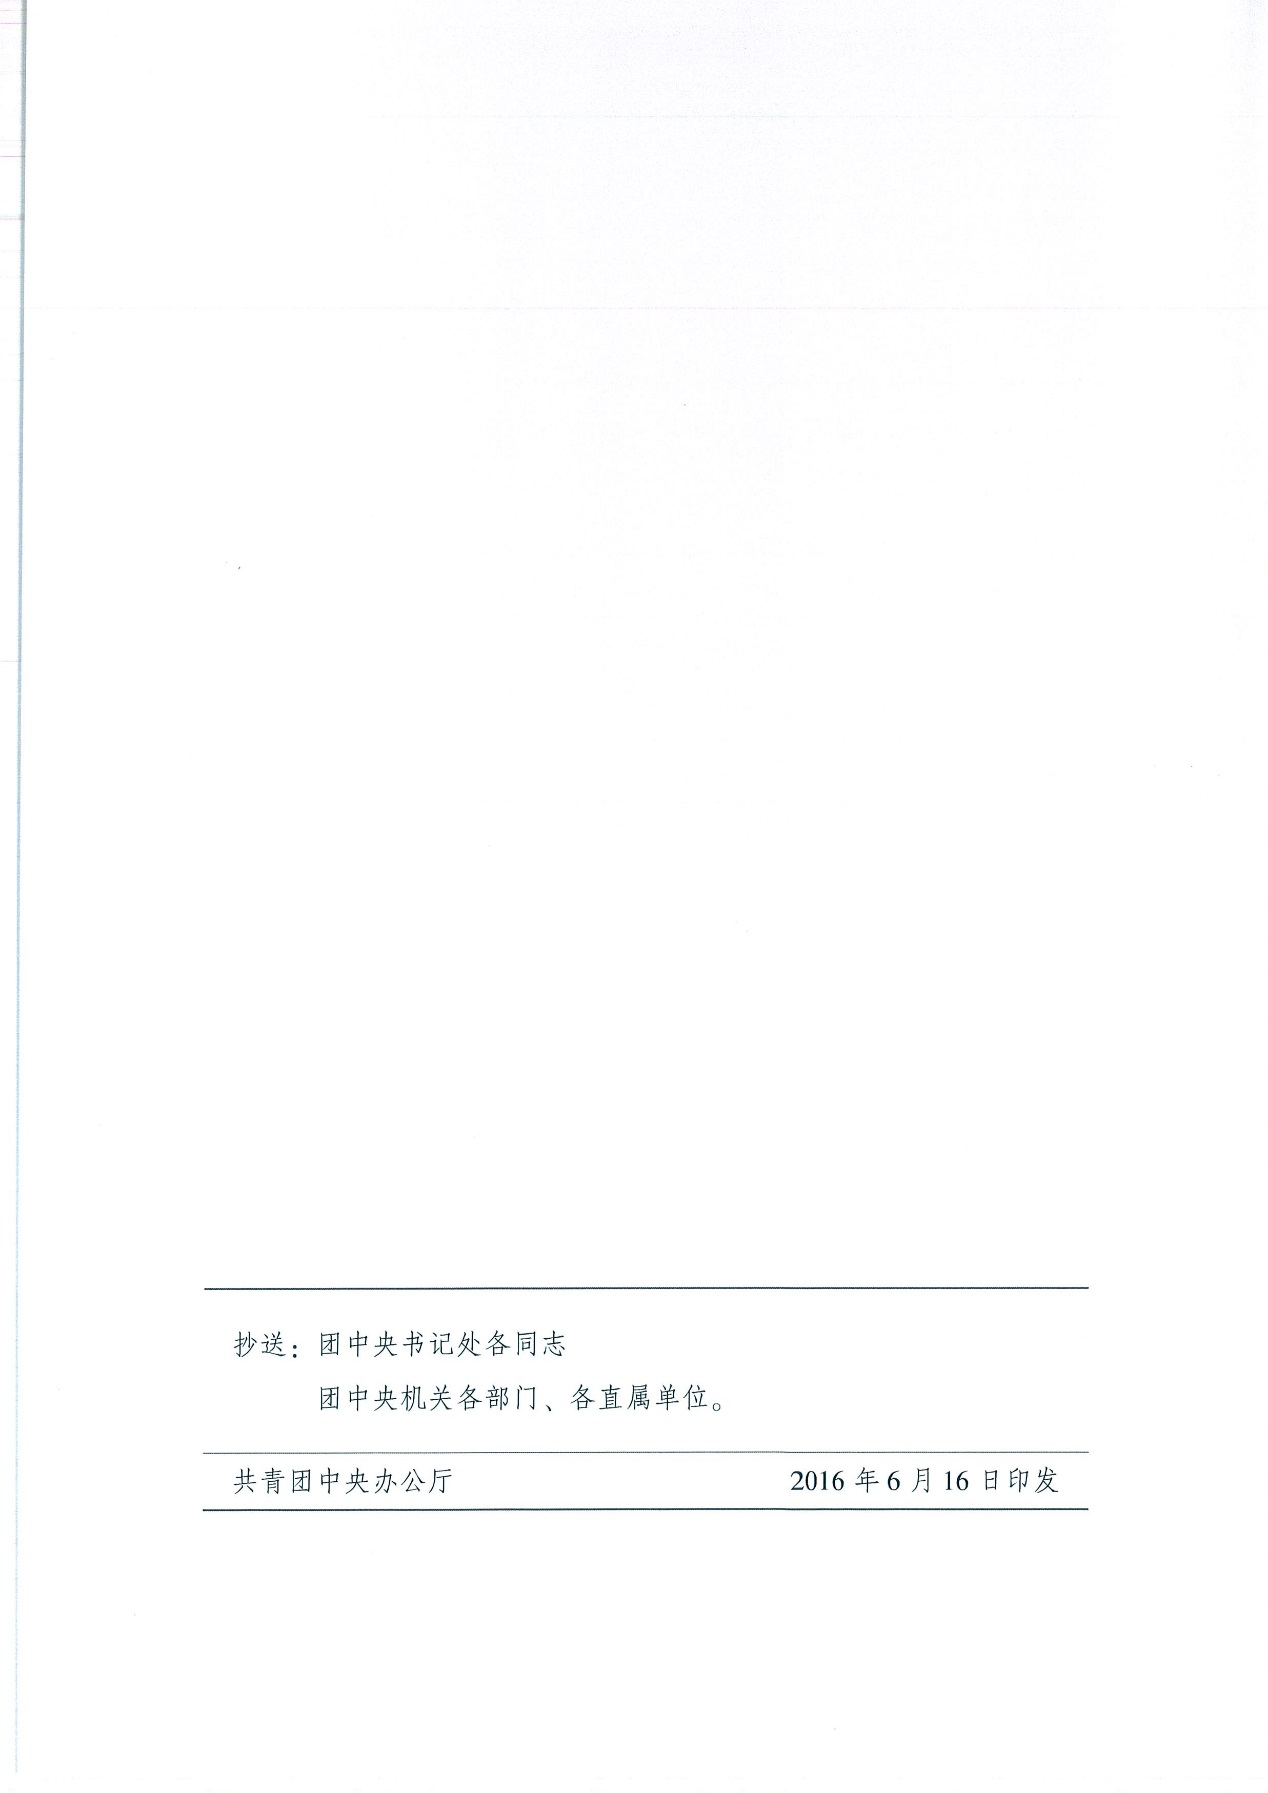 抄送：团中央书记处各同志
团中央机关各部门、各直属单位。
共青团中央办公厅 2016年6月16日印发